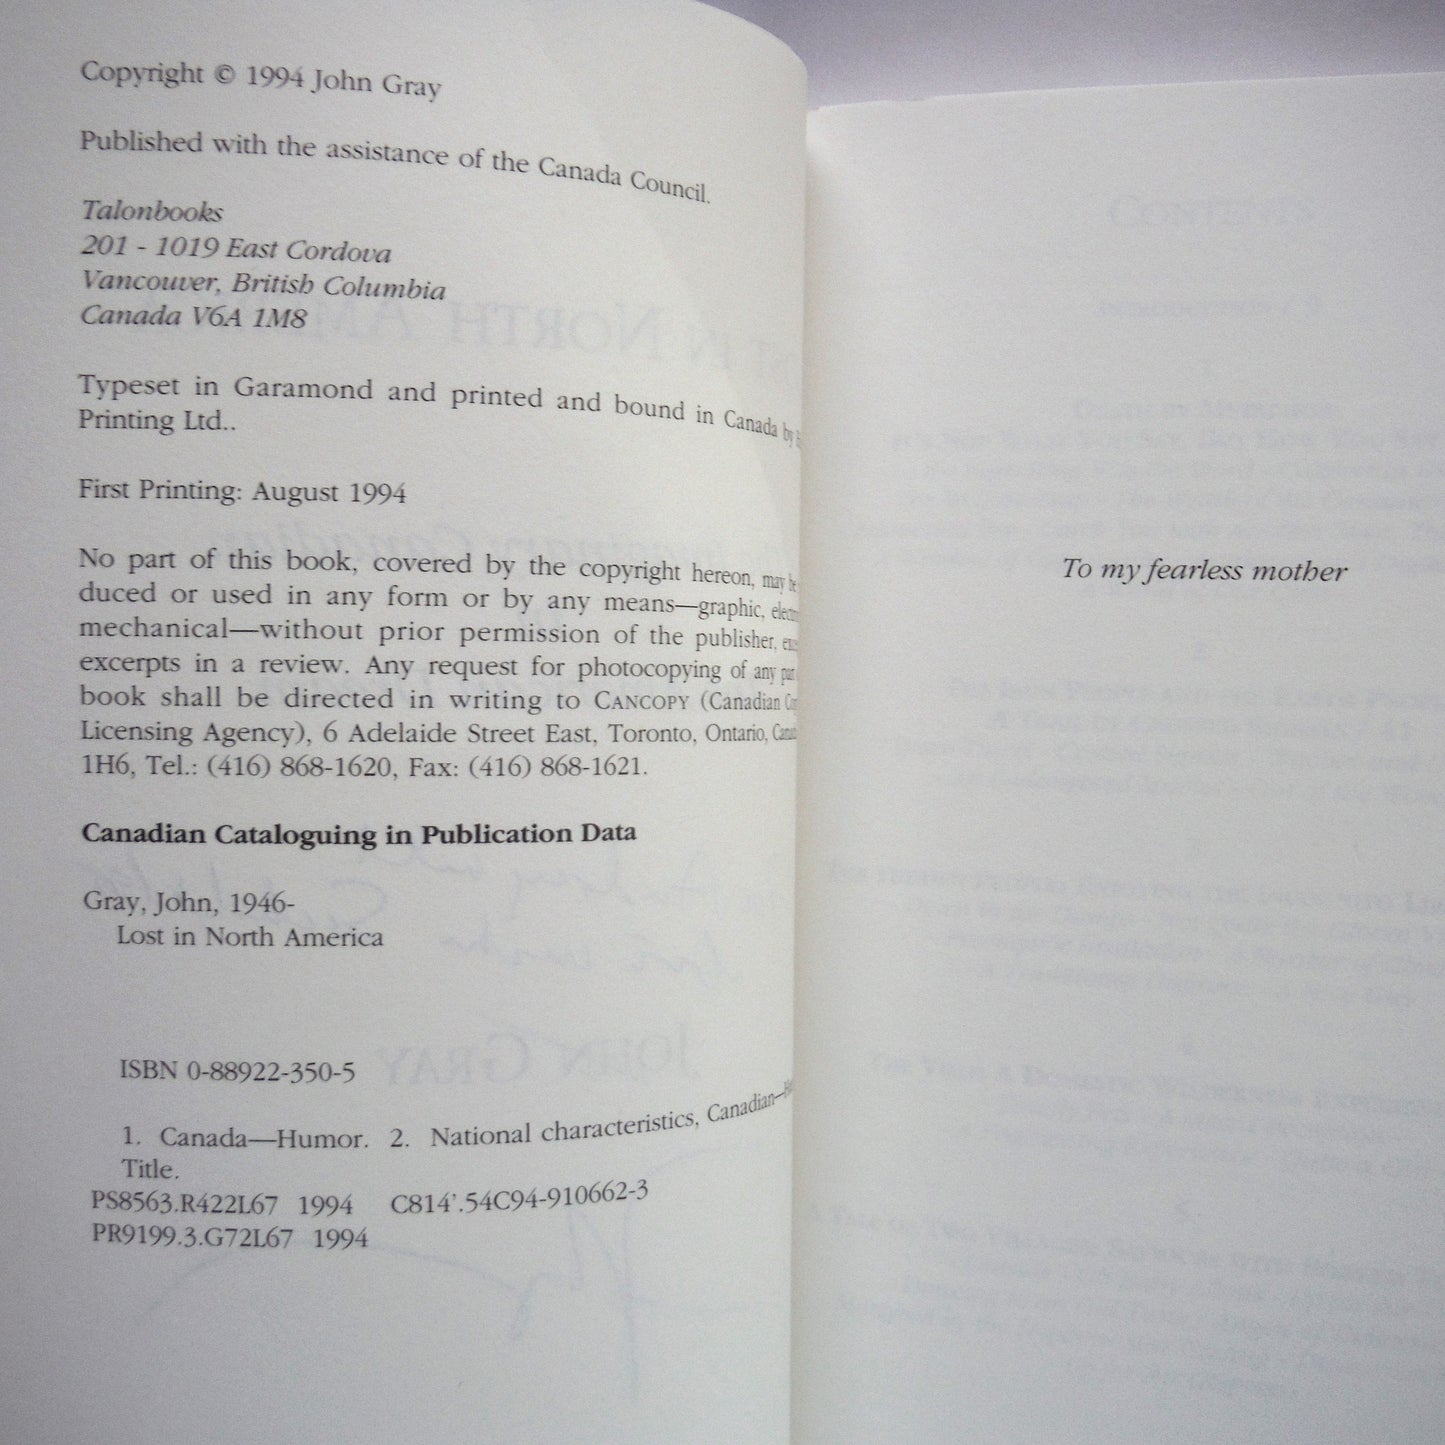 Copyright © 1994 John Gray
Published with the assistance of the Canada Council.
Talonbooks
201 - 1019 East Cordova
Vancouver, British Columbia
Canada V6A 1M8
Typeset in Garamond and printed and bound in Canada by
Printing Ltd..
First Printing: August 1994
No part of this book, covered by the copyright hereon, may be
duced or used in any form or by any means—graphic,
mechanical—without prior permission of the publisher,
excerpts in a review. Any request for photocopying of any
book shall be directed in writing to CANCOPY (Canadian
Licensing Agency), 6 Adelaide Street East, Toronto, Ontario,
1H6, Tel.: (416) 868-1620, Fax: (416) 868-1621.
Canadian Cataloguing in Publication Data
Gray, John, 1946-
Lost in North America
ISBN 0-88922-350-5
1. Canada—Humor. 2. National characteristics, Canadian—
Title.
PS8563.R422L67 1994 C814'.54C94-910662-3
PR9199.3.G72L67 1994
To my fearless mother